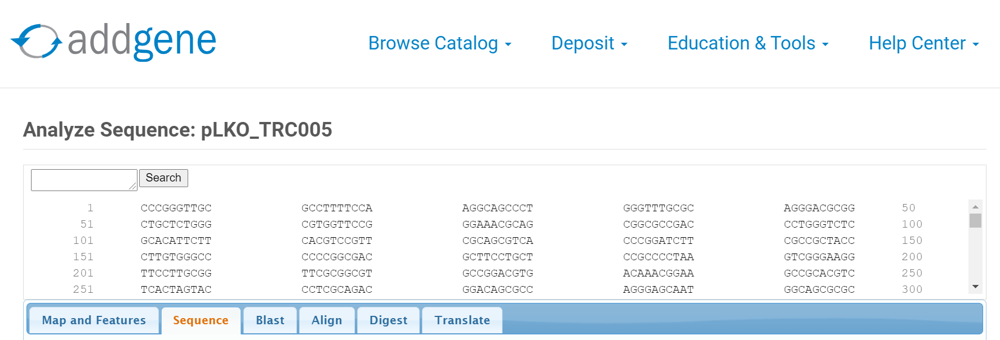 addgene
Browse Catalog Deposit Education & Tools Help Center
Analyze Sequence: pLKO_TRC005
Search
1 CCCGGGTTGC GCCTTTTCCA AGGCAGCCCT GGGTTTGCGC AGGGACGCGG 50
51 CTGCTCTGGG CGTGGTTCCG GGAAACGCAG CGGCGCCGAC CCTGGGTCTC 100
101 GCACATTCTT CACGTCCGTT CGCAGCGTCA CCCGGATCTT CGCCGCTACC 150
151 CTTGTGGGCC CCCCGGCGAC GCTTCCTGCT CCGCCCCTAA GTCGGGAAGG 200
201 TTCCTTGCGG TTCGCGGCGT GCCGGACGTG ACAAACGGAA GCCGCACGTC 250
251 TCACTAGTAC CCTCGCAGAC GGACAGCGCC AGGGAGCAAT GGCAGCGCGC 300
Map and Features Sequence Blast Align Digest Translate